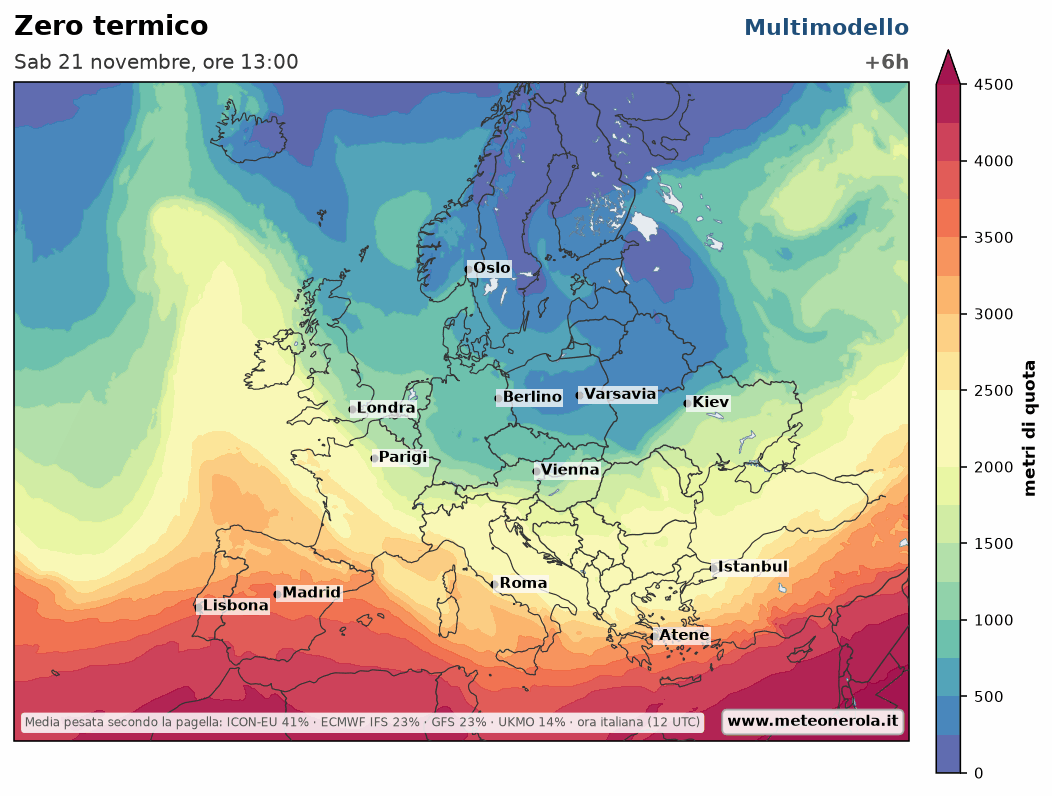 Zero termico
Multimodello
Sab 21 novembre, ore 13:00
+6h
4500
4000
3500
3000
2500
2000
1500
1000
500
0
metri di quota
Oslo
Berlino
Varsavia
Kiev
Londra
Parigi
Vienna
Istanbul
Roma
Madrid
Lisbona
Atene
Media pesata secondo la pagella: ICON-EU 41% · ECMWF IFS 23% · GFS 23% · UKMO 14% · ora italiana (12 UTC)
www.meteonerola.it